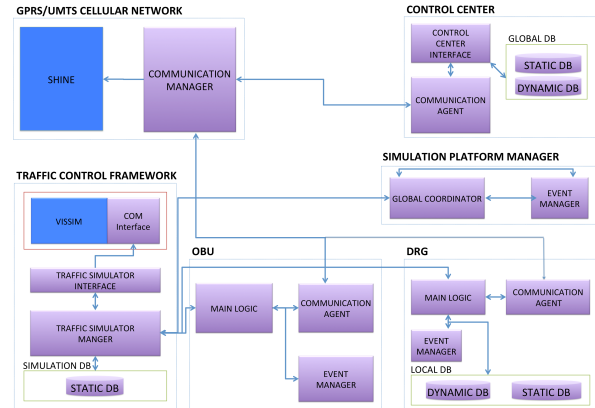 GPRS/UMTS CELLULAR NETWORK
SHINE
COMMUNICATION
MANAGER
CONTROL CENTER
CONTROL
CENTER
INTERFACE
GLOBAL DB
STATIC DB
DYNAMIC DB
COMMUNICATION
AGENT
SIMULATION PLATFORM MANAGER
GLOBAL COORDINATOR
EVENT
MANAGER
TRAFFIC CONTROL FRAMEWORK
VISSIM
COM
Interface
TRAFFIC SIMULATOR
INTERFACE
TRAFFIC SIMULATOR
MANGER
SIMULATION DB
STATIC DB
OBU
MAIN LOGIC
COMMUNICATION
AGENT
EVENT
MANAGER
DRG
MAIN LOGIC
COMMUNICATION
AGENT
EVENT
MANAGER
LOCAL DB
DYNAMIC DB
STATIC DB